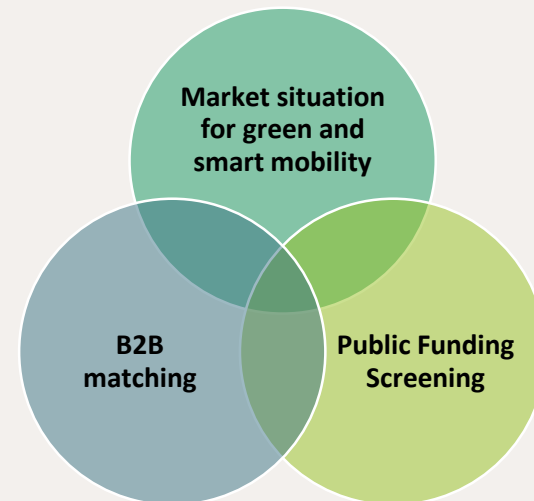 Market situation
for green and
smart mobility
B2B
matching
Public Funding
Screening